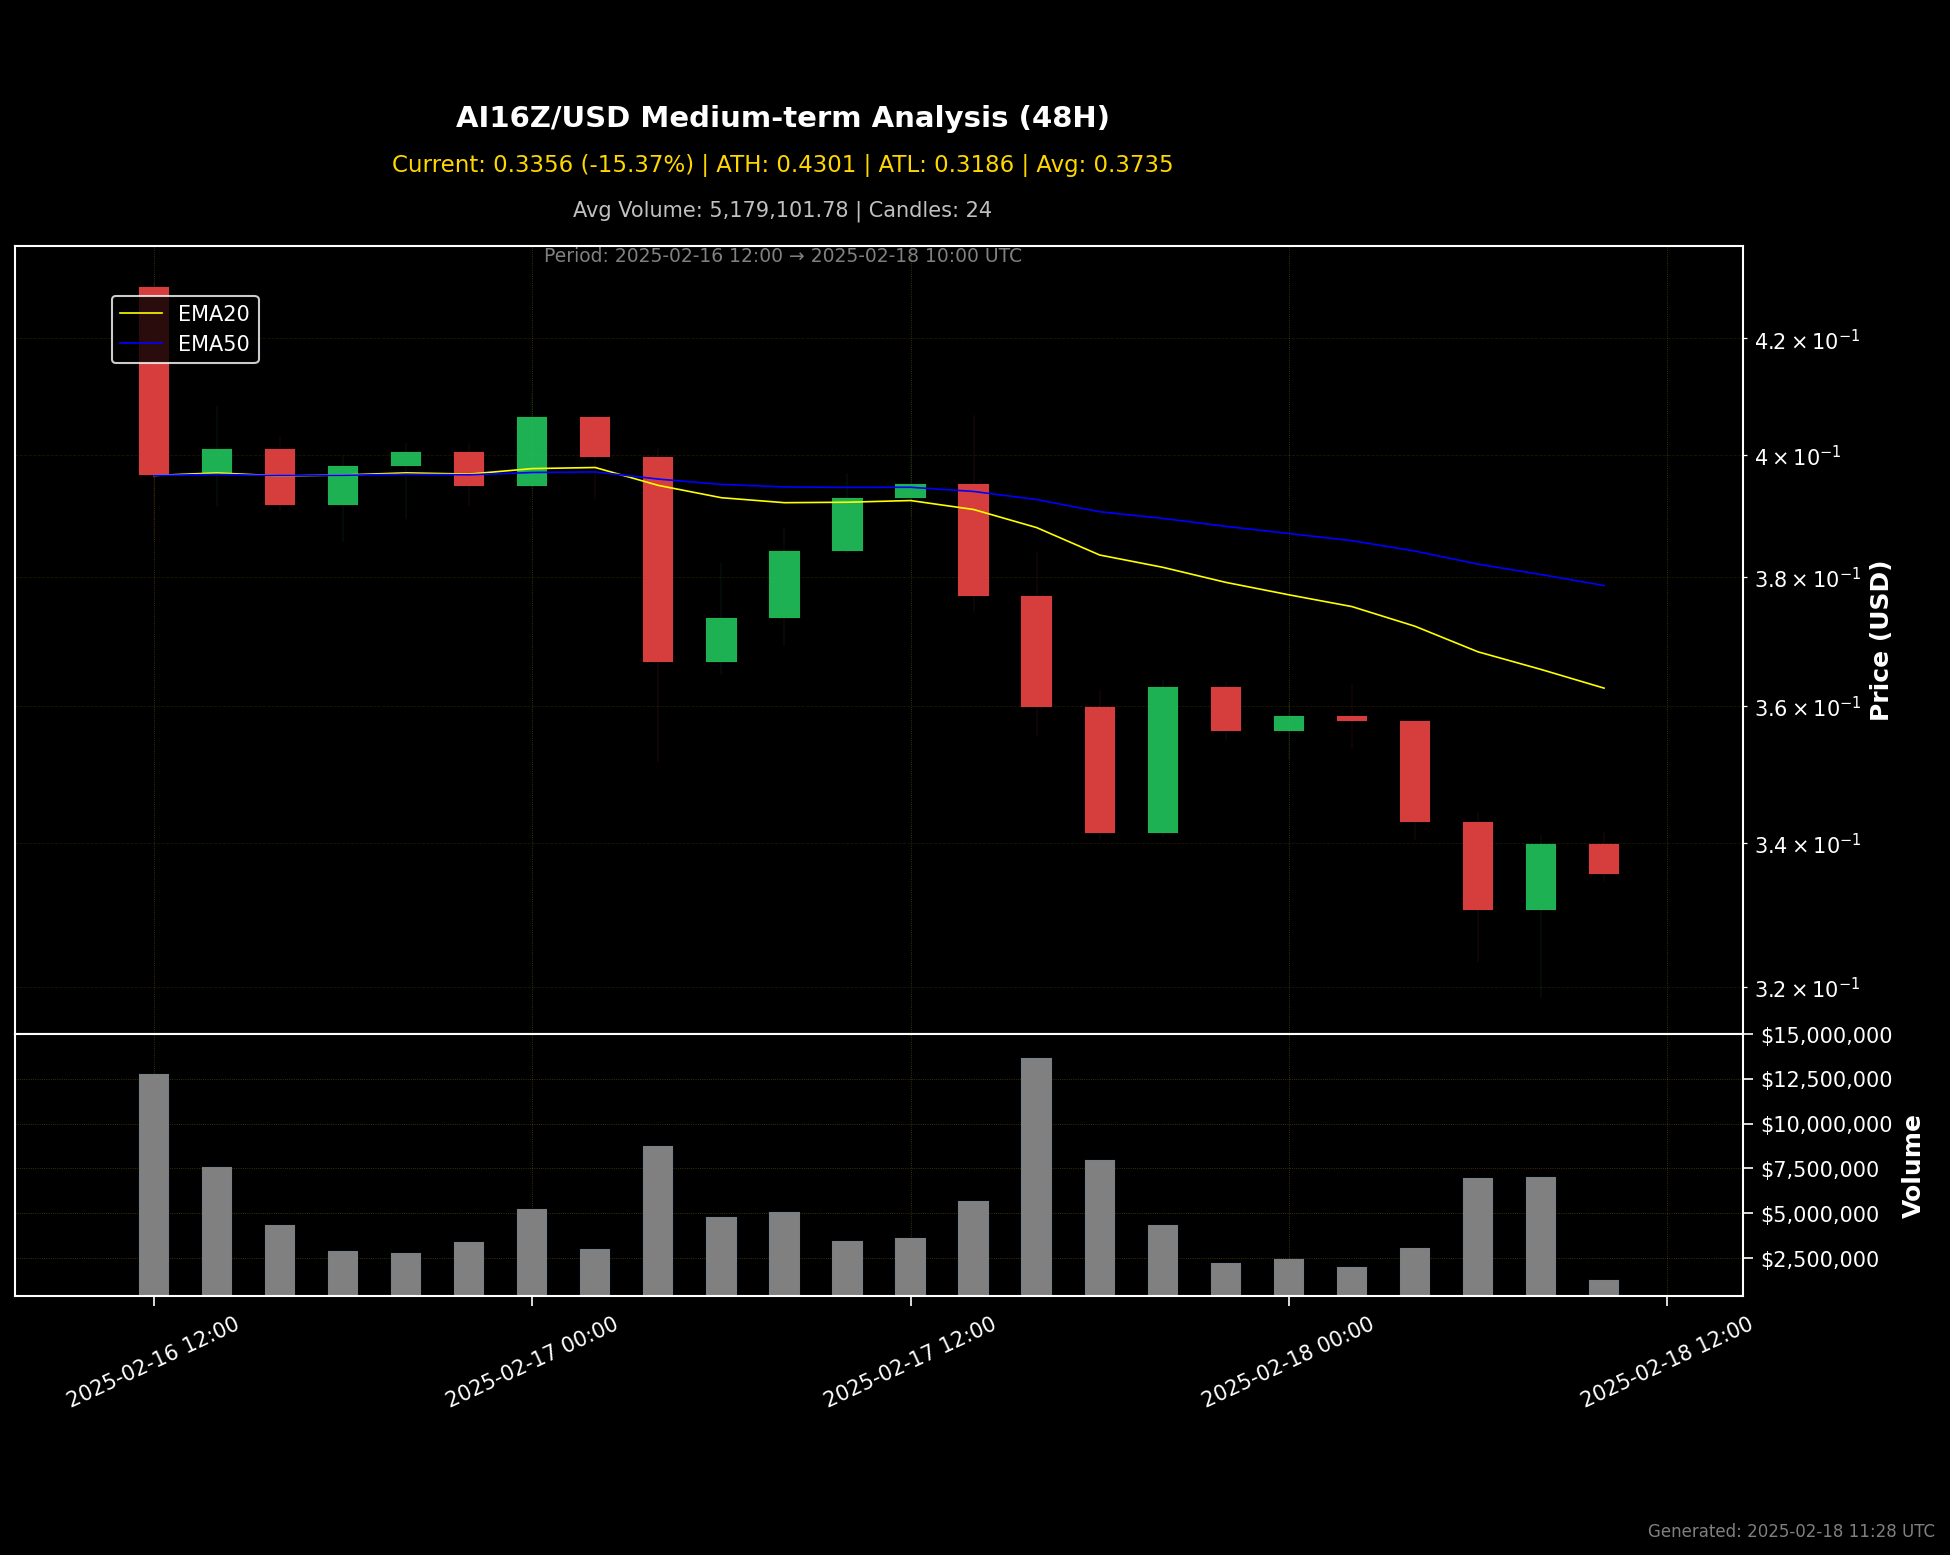 AI16Z/USD Medium-term Analysis (48H)
Current: 0.3356 (-15.37%) | ATH: 0.4301 | ATL: 0.3186 | Avg: 0.3735
Avg Volume: 5,179,101.78 | Candles: 24
Period: 2025-02-16 12:00 → 2025-02-18 10:00 UTC
EMA20
EMA50
4.2 × 10⁻¹
4 × 10⁻¹
3.8 × 10⁻¹
3.6 × 10⁻¹
3.4 × 10⁻¹
3.2 × 10⁻¹
Price (USD)
$15,000,000
$12,500,000
$10,000,000
$7,500,000
$5,000,000
$2,500,000
Volume
2025-02-16 12:00
2025-02-17 00:00
2025-02-17 12:00
2025-02-18 00:00
2025-02-18 12:00
Generated: 2025-02-18 11:28 UTC